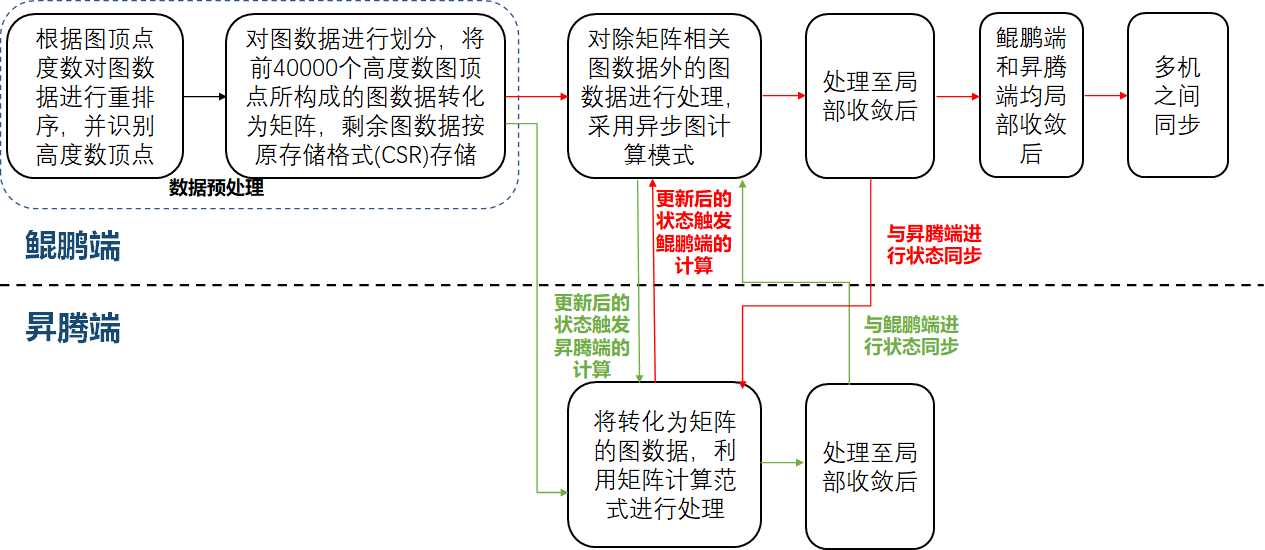 根据图顶点
度数对图数
据进行重排
序，并识别
高度数顶点
对图数据进行划分，将
前40000个高度数图顶
点所构成的图数据转化
为矩阵，剩余图数据按
原存储格式(CSR)存储
数据预处理
对除矩阵相关
图数据外的图
数据进行处理，
采用异步图计
算模式
处理至局
部收敛后
鲲鹏端
和昇腾
端均局
部收敛
后
多机
之间
同步
鲲鹏端
更新后的
状态触发
鲲鹏端的
计算
与昇腾端进
行状态同步
昇腾端
更新后的
状态触发
昇腾端的
计算
与鲲鹏端进
行状态同步
将转化为矩阵
的图数据，利
用矩阵计算范
式进行处理
处理至局
部收敛后